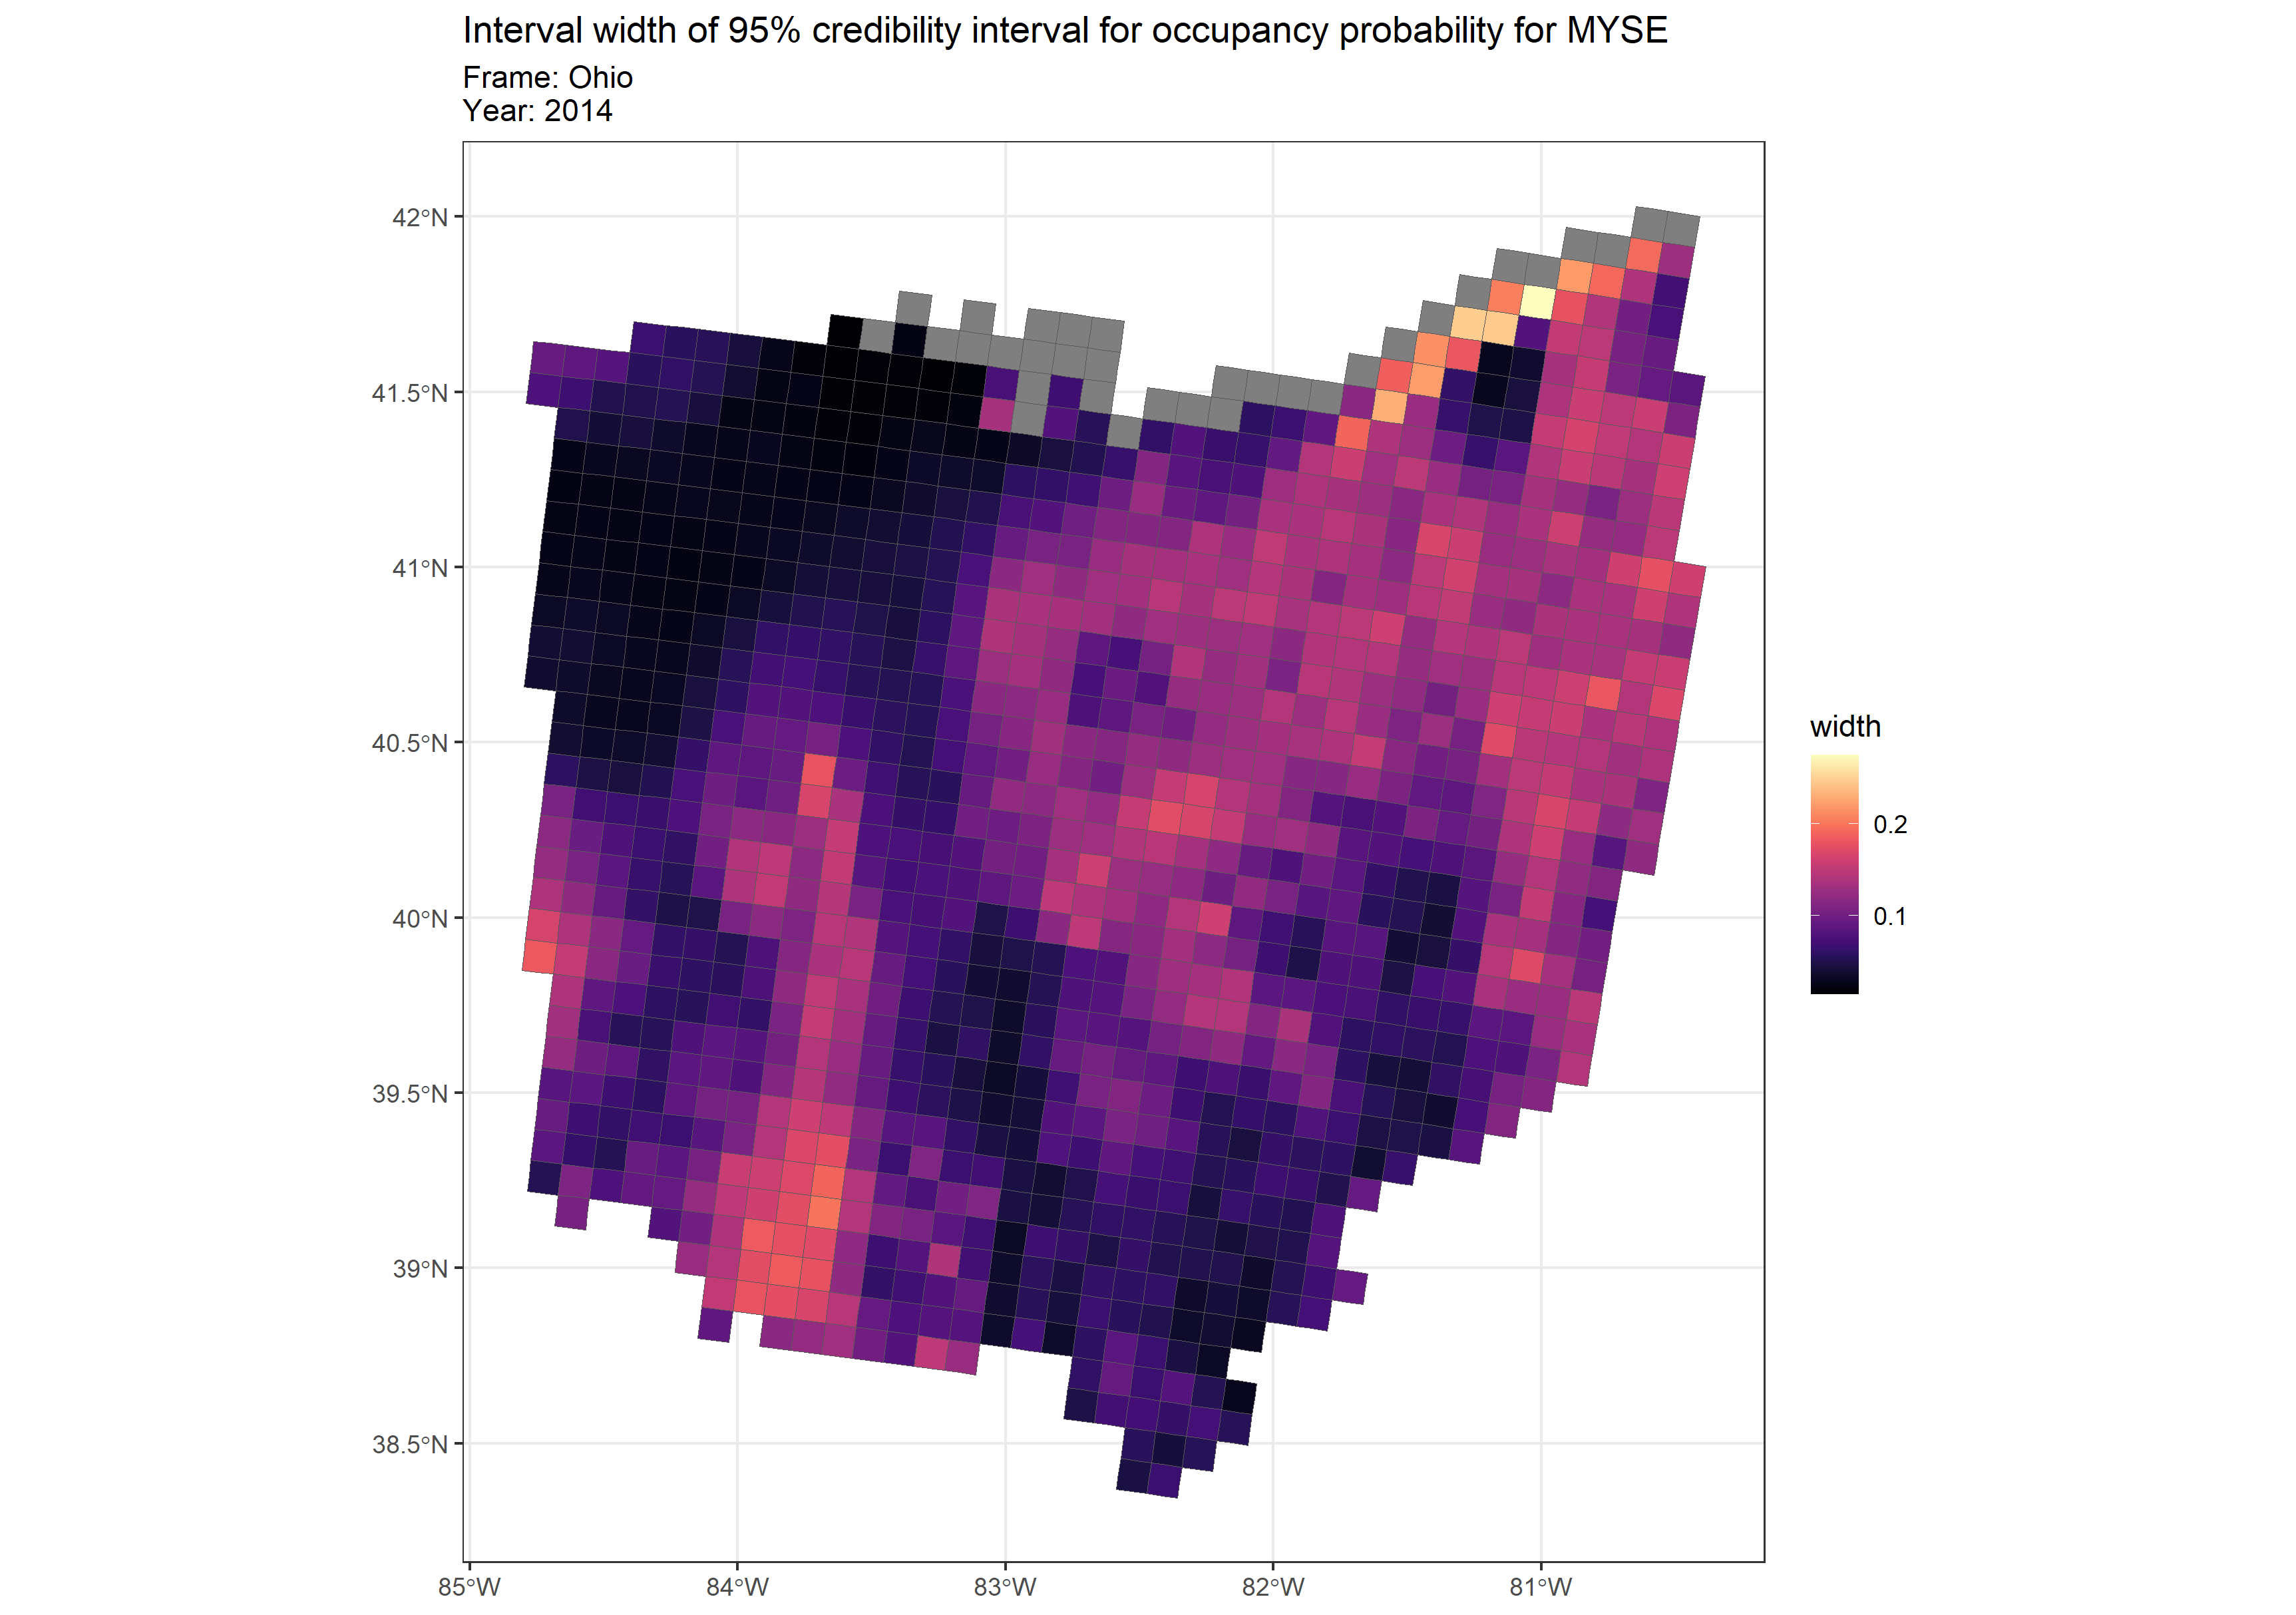 Interval width of 95% credibility interval for occupancy probability for MYSE
Frame: Ohio
Year: 2014
42°N
41.5°N
41°N
40.5°N
40°N
39.5°N
39°N
38.5°N
85°W
84°W
83°W
82°W
81°W
width
0.2
0.1